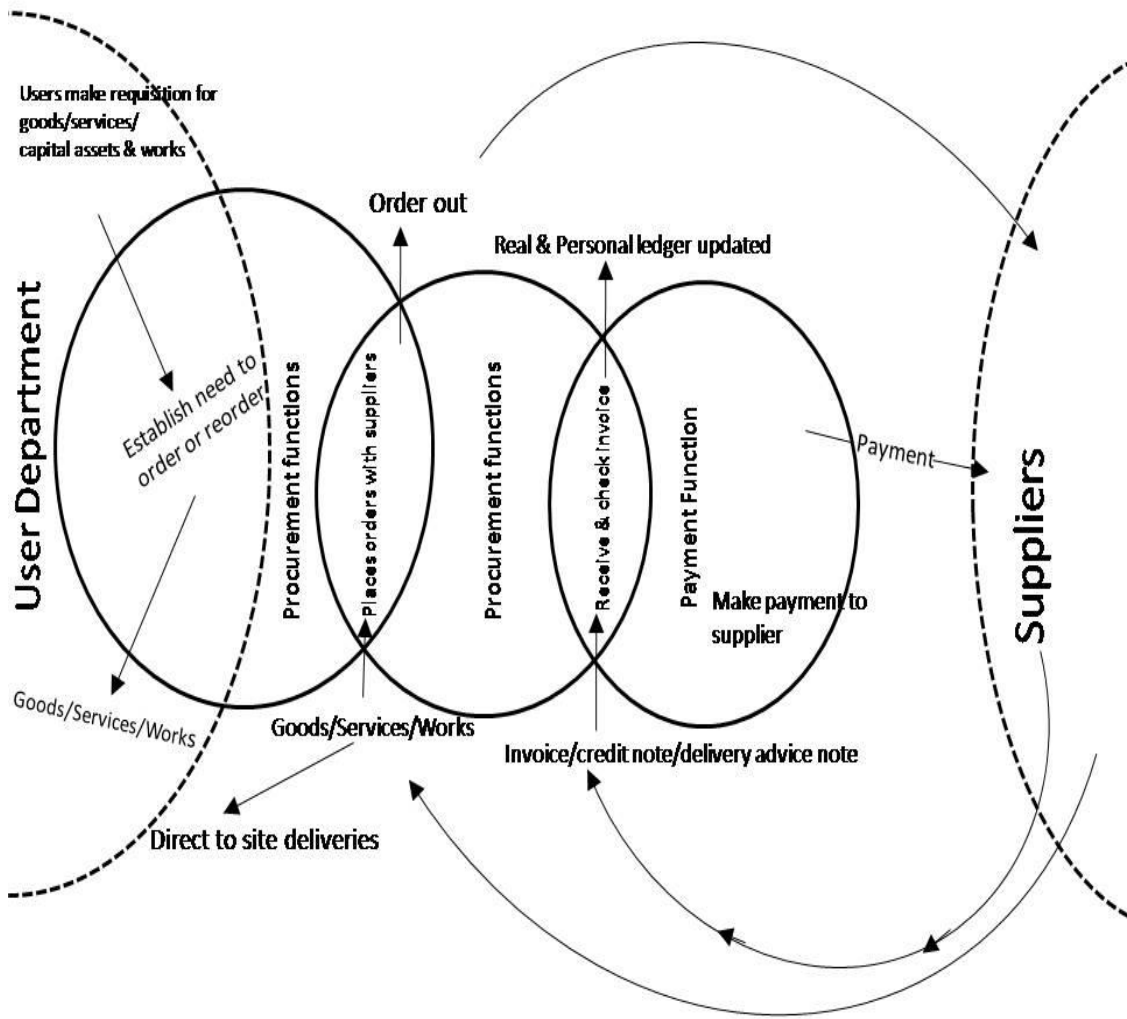 Users make requisition for
goods/services/
capital assets & works
Order out
Real & Personal ledger updated
User Department
Establish need to
order or reorder
Procurement functions
Places orders with suppliers
Procurement functions
Receive & check invoice
Payment Function
Payment
Make payment to
supplier
Suppliers
Goods/Services/Works
Goods/Services/Works
Invoice/credit note/delivery advice note
Direct to site deliveries